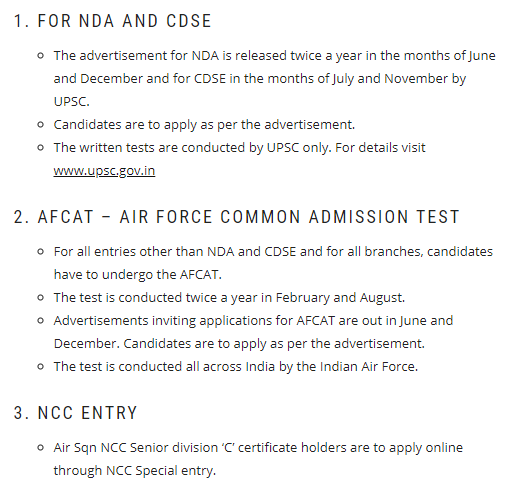 1. FOR NDA AND CDSE
The advertisement for NDA is released twice a year in the months of June
and December and for CDSE in the months of July and November by
UPSC.
Candidates are to apply as per the advertisement.
The written tests are conducted by UPSC only. For details visit
www.upsc.gov.in
2. AFCAT – AIR FORCE COMMON ADMISSION TEST
For all entries other than NDA and CDSE and for all branches, candidates
have to undergo the AFCAT.
The test is conducted twice a year in February and August.
Advertisements inviting applications for AFCAT are out in June and
December. Candidates are to apply as per the advertisement.
The test is conducted all across India by the Indian Air Force.
3. NCC ENTRY
Air Sqn NCC Senior division ‘C’ certificate holders are to apply online
through NCC Special entry.